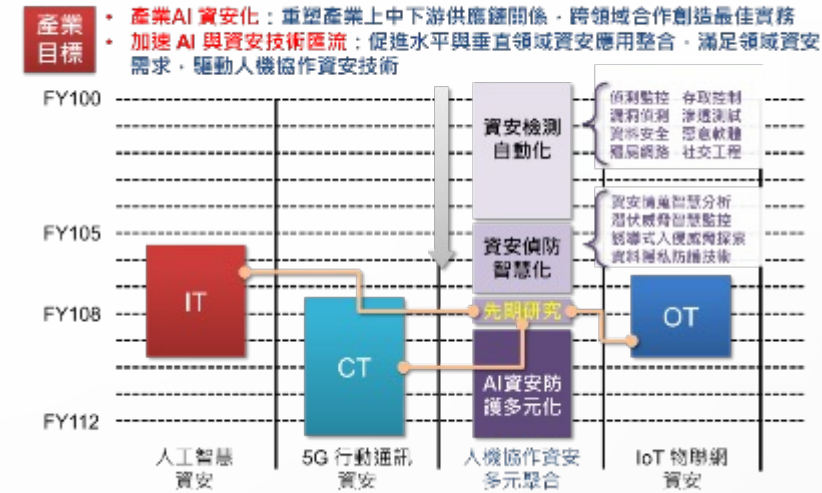 產業
目標
• 產業AI 資安化：重塑產業上中下游供應鏈關係，跨領域合作創造最佳實務
• 加速 AI 與資安技術匯流：促進水平與垂直領域資安應用整合，滿足領域資安
需求，驅動人機協作資安技術
FY100
資安檢測
自動化
偵測監控 存取控制
漏洞偵測 滲透測試
資料安全 惡意軟體
殭屍網路 社交工程
FY105
資安偵防
智慧化
資安情蒐智慧分析
潛伏威脅智慧監控
誘導式入侵威脅探索
資料隱私防護技術
IT
FY108
先期研究
OT
CT
AI資安防
護多元化
FY112
人工智慧
資安
5G 行動通訊
資安
人機協作資安
多元聚合
IoT 物聯網
資安